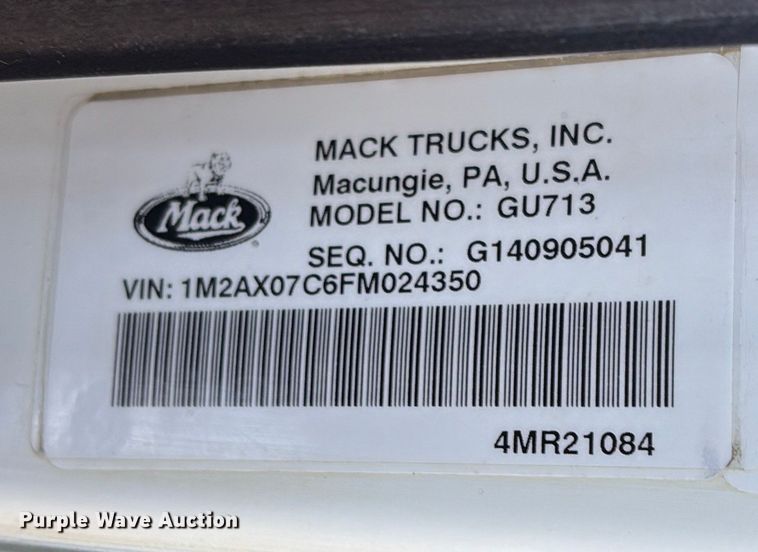 MACK TRUCKS, INC.
Macungie, PA, U.S.A.
MODEL NO.: GU713
Mack
SEQ. NO.: G140905041
VIN: 1M2AX07C6FM024350
4MR21084
Purple Wave Auction